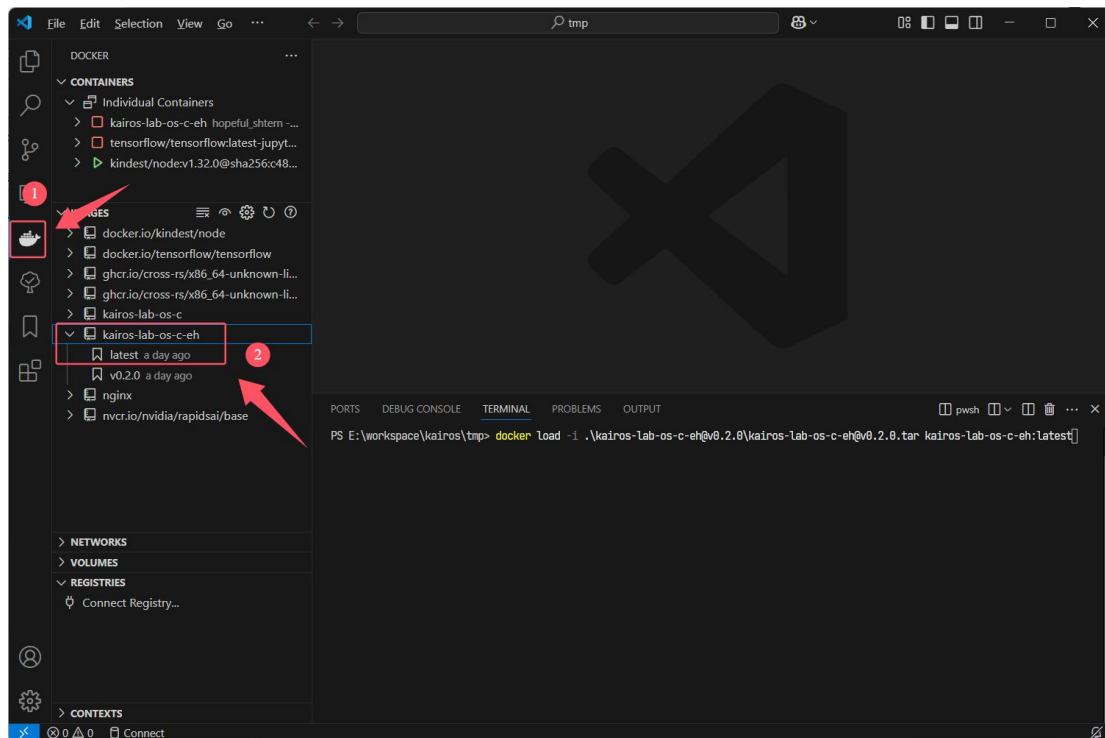 File Edit Selection View Go ··· tmp
DOCKER ···
CONTAINERS
Individual Containers
kairos-lab-os-c-eh hopeful_shtern -...
tensorflow/tensorflow:latest-jupyt...
kindest/node:v1.32.0@sha256:c48...
1
docker.io/kindest/node
docker.io/tensorflow/tensorflow
ghcr.io/cross-rs/x86_64-unknown-li...
ghcr.io/cross-rs/x86_64-unknown-li...
kairos-lab-os-c
kairos-lab-os-c-eh
latest a day ago
2
v0.2.0 a day ago
nginx
nvcr.io/nvidia/rapidsai/base
NETWORKS
VOLUMES
REGISTRIES
Connect Registry...
CONTEXTS
PORTS DEBUG CONSOLE TERMINAL PROBLEMS OUTPUT pwsh ···
PS E:\workspace\kairos\tmp> docker load -i .\kairos-lab-os-c-eh@v0.2.0\kairos-lab-os-c-eh@v0.2.0.tar kairos-lab-os-c-eh:latest
0 0 Connect